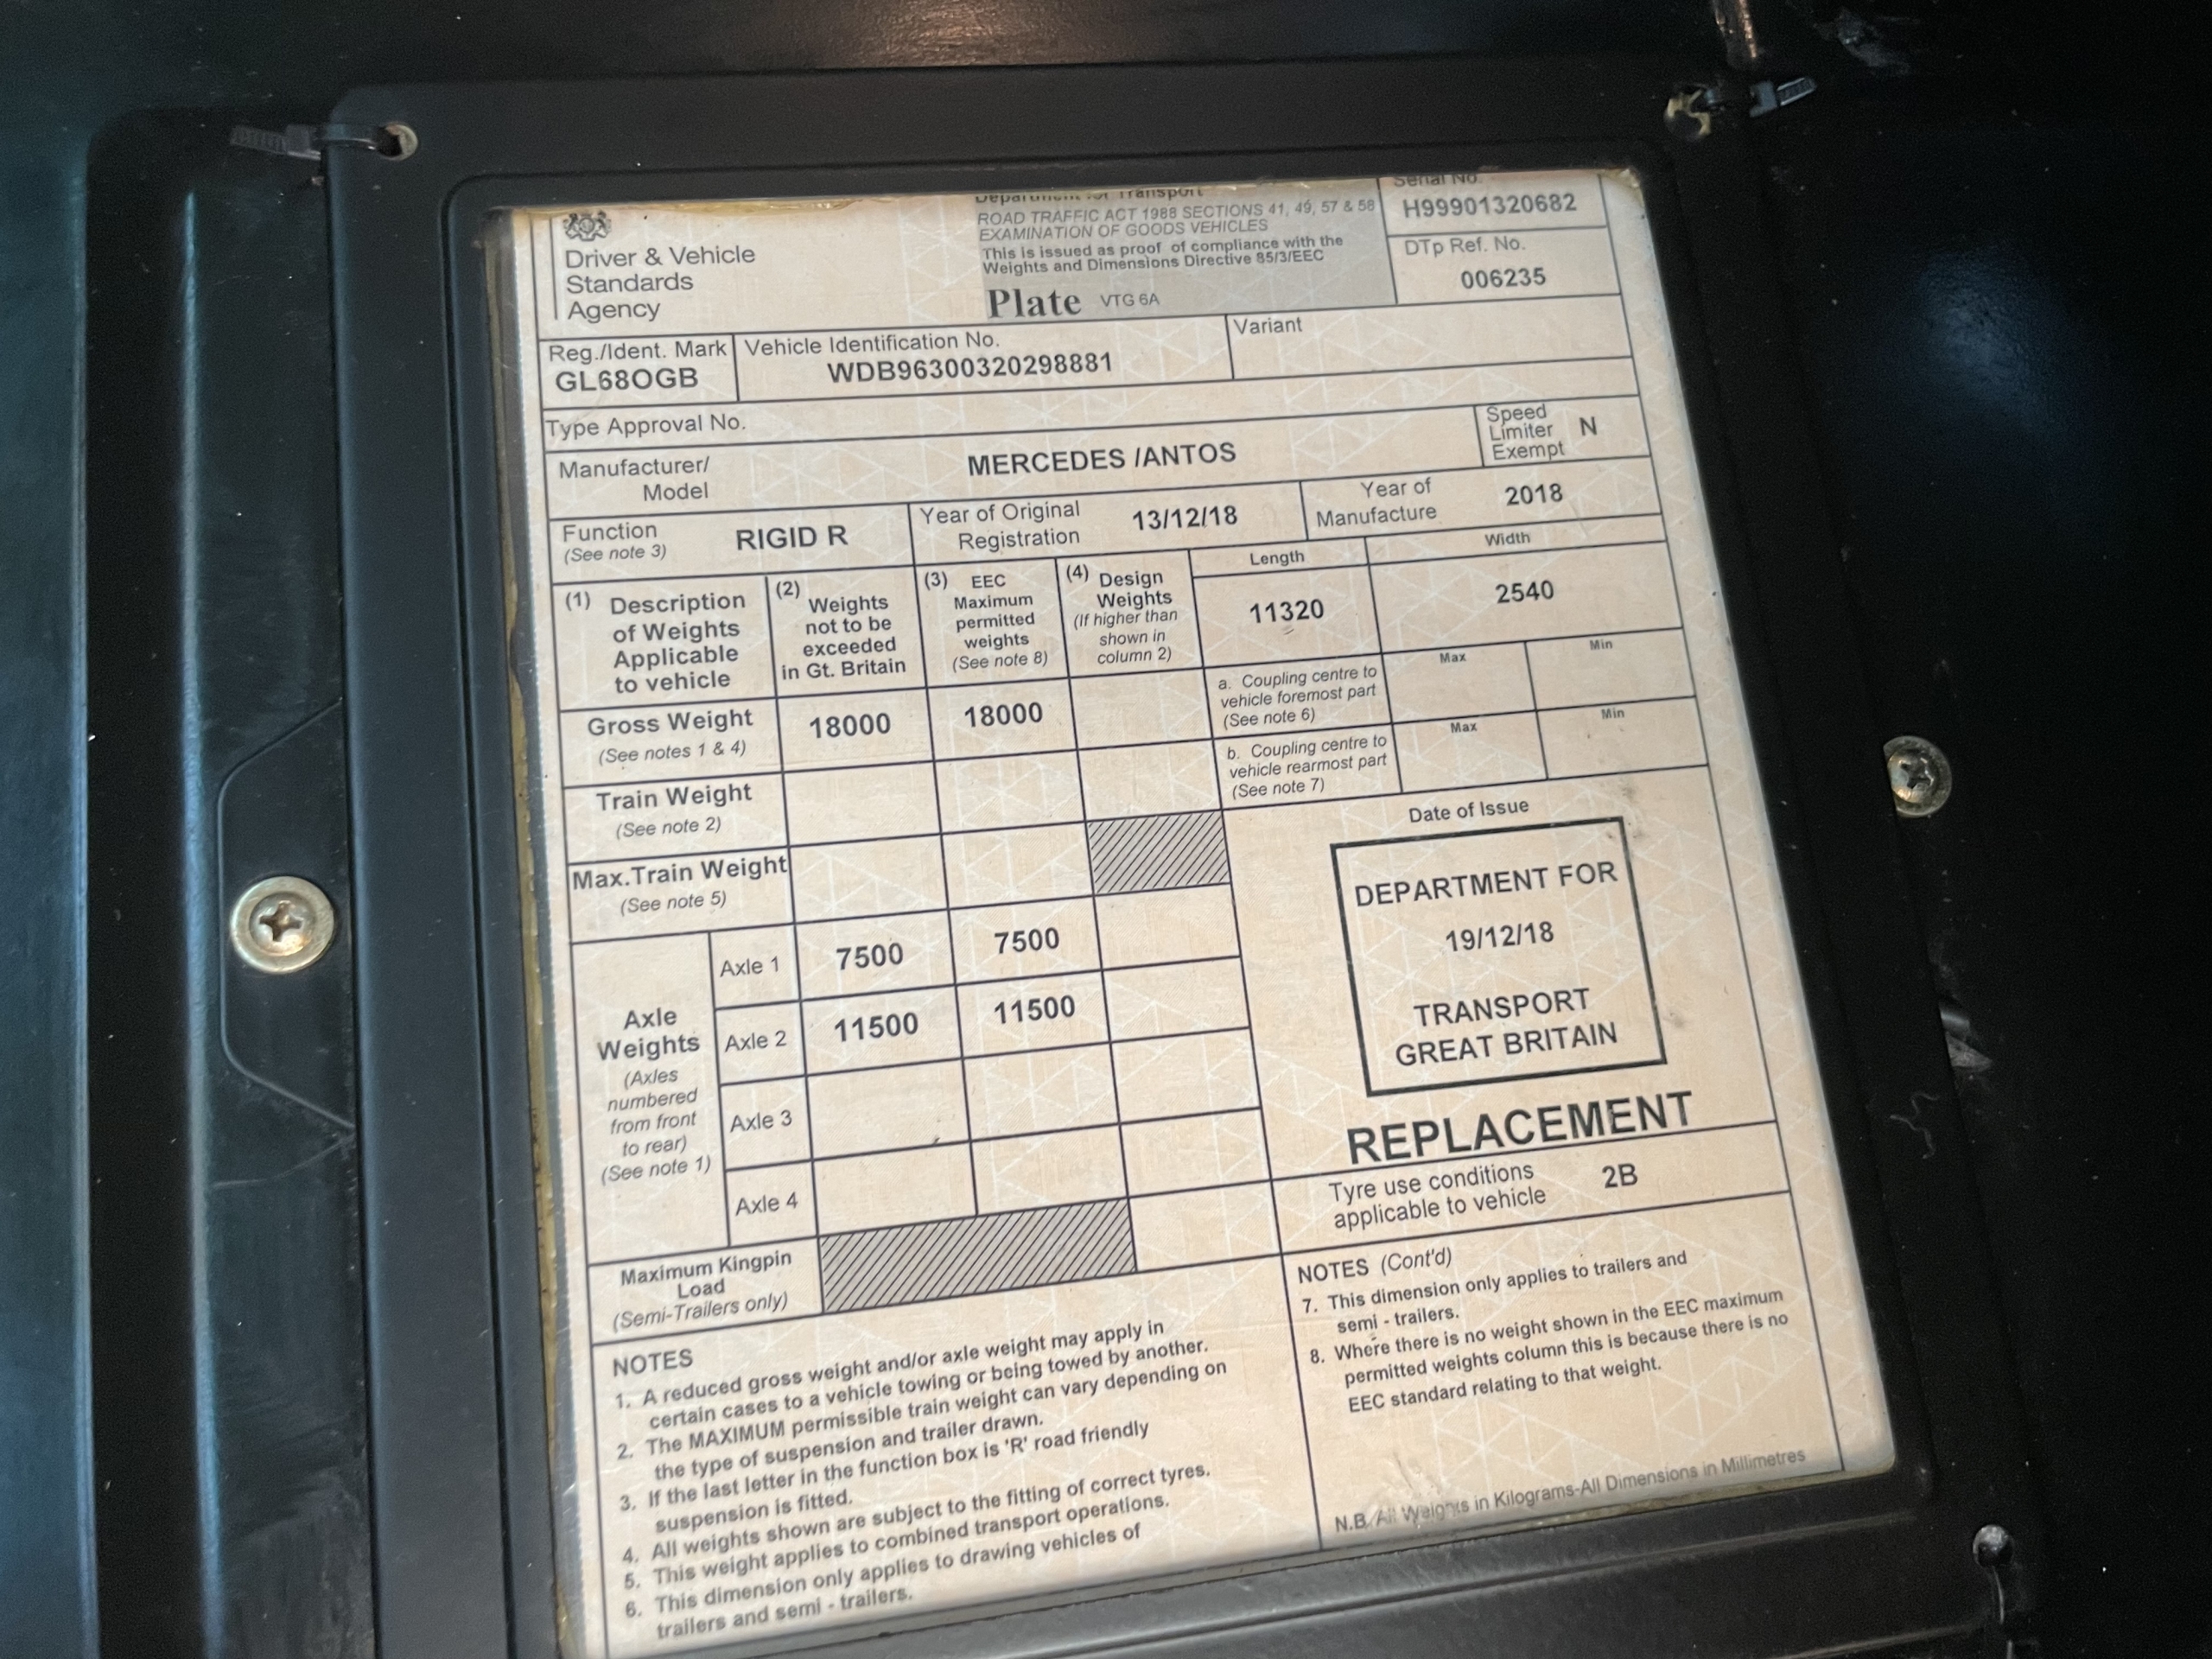 Driver & Vehicle
Standards
Agency
Department for Transport
ROAD TRAFFIC ACT 1988 SECTIONS 41, 49, 57 & 58
EXAMINATION OF GOODS VEHICLES
This is issued as proof of compliance with the
Weights and Dimensions Directive 85/3/EEC
Plate VTG 6A
Serial No.
H99901320682
DTp Ref. No.
006235
Reg./Ident. Mark
GL68OGB
Vehicle Identification No.
WDB96300320298881
Variant
Type Approval No.
Manufacturer/
Model
MERCEDES /ANTOS
Speed
Limiter
Exempt
N
Function
(See note 3)
RIGID R
Year of Original
Registration
13/12/18
Year of
Manufacture
2018
(1) Description
of Weights
Applicable
to vehicle
(2) Weights
not to be
exceeded
in Gt. Britain
(3) EEC
Maximum
permitted
weights
(See note 8)
(4) Design
Weights
(If higher than
shown in
column 2)
Length
11320
Width
2540
a. Coupling centre to
vehicle foremost part
(See note 6)
Max
Min
b. Coupling centre to
vehicle rearmost part
(See note 7)
Max
Min
Gross Weight
(See notes 1 & 4)
18000
18000
Train Weight
(See note 2)
Max.Train Weight
(See note 5)
Axle
Weights
(Axles
numbered
from front
to rear)
(See note 1)
Axle 1
7500
7500
Axle 2
11500
11500
Axle 3
Axle 4
Maximum Kingpin
Load
(Semi-Trailers only)
Date of Issue
DEPARTMENT FOR
19/12/18
TRANSPORT
GREAT BRITAIN
REPLACEMENT
Tyre use conditions
applicable to vehicle
2B
NOTES
1. A reduced gross weight and/or axle weight may apply in
certain cases to a vehicle towing or being towed by another.
2. The MAXIMUM permissible train weight can vary depending on
the type of suspension and trailer drawn.
3. If the last letter in the function box is 'R' road friendly
suspension is fitted.
4. All weights shown are subject to the fitting of correct tyres.
5. This weight applies to combined transport operations.
6. This dimension only applies to drawing vehicles of
trailers and semi - trailers.
NOTES (Cont'd)
7. This dimension only applies to trailers and
semi - trailers.
8. Where there is no weight shown in the EEC maximum
permitted weights column this is because there is no
EEC standard relating to that weight.
N.B. All Weights in Kilograms-All Dimensions in Millimetres